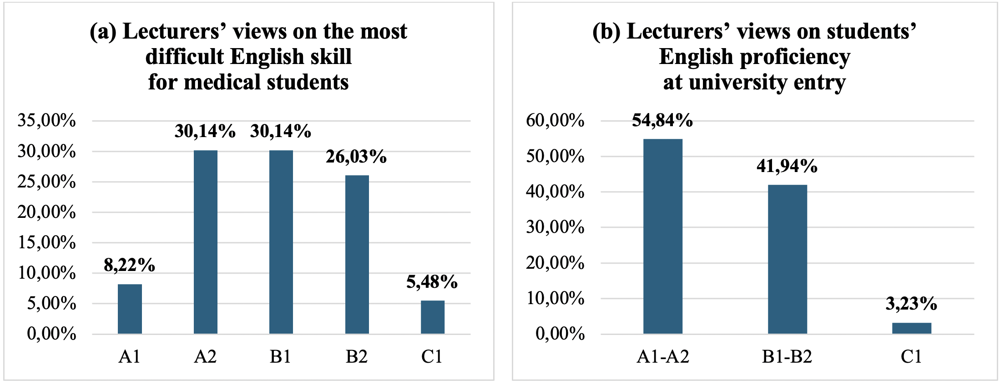 (a) Lecturers’ views on the most
difficult English skill
for medical students
35,00%
30,00%
25,00%
20,00%
15,00%
10,00%
5,00%
0,00%
8,22%
30,14%
30,14%
26,03%
5,48%
A1
A2
B1
B2
C1
(b) Lecturers’ views on students’
English proficiency
at university entry
60,00%
50,00%
40,00%
30,00%
20,00%
10,00%
0,00%
54,84%
41,94%
3,23%
A1-A2
B1-B2
C1